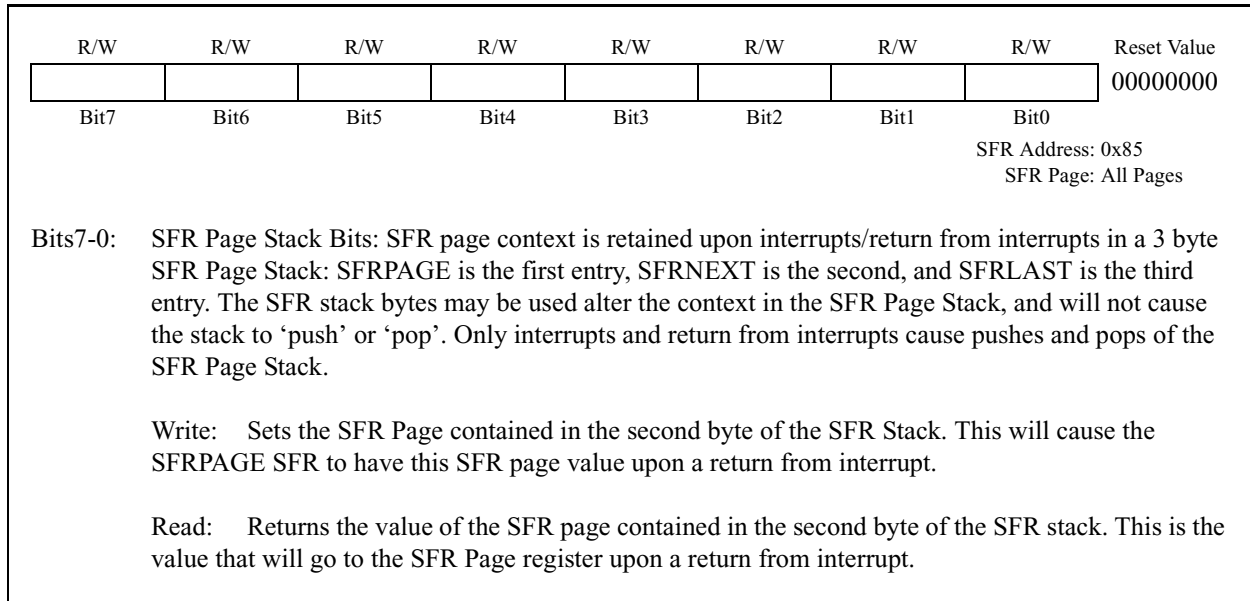 R/W R/W R/W R/W R/W R/W R/W R/W Reset Value
00000000
Bit7 Bit6 Bit5 Bit4 Bit3 Bit2 Bit1 Bit0
SFR Address: 0x85
SFR Page: All Pages
Bits7-0: SFR Page Stack Bits: SFR page context is retained upon interrupts/return from interrupts in a 3 byte
SFR Page Stack: SFRPAGE is the first entry, SFRNEXT is the second, and SFRLAST is the third
entry. The SFR stack bytes may be used alter the context in the SFR Page Stack, and will not cause
the stack to ‘push’ or ‘pop’. Only interrupts and return from interrupts cause pushes and pops of the
SFR Page Stack.
Write: Sets the SFR Page contained in the second byte of the SFR Stack. This will cause the
SFRPAGE SFR to have this SFR page value upon a return from interrupt.
Read: Returns the value of the SFR page contained in the second byte of the SFR stack. This is the
value that will go to the SFR Page register upon a return from interrupt.